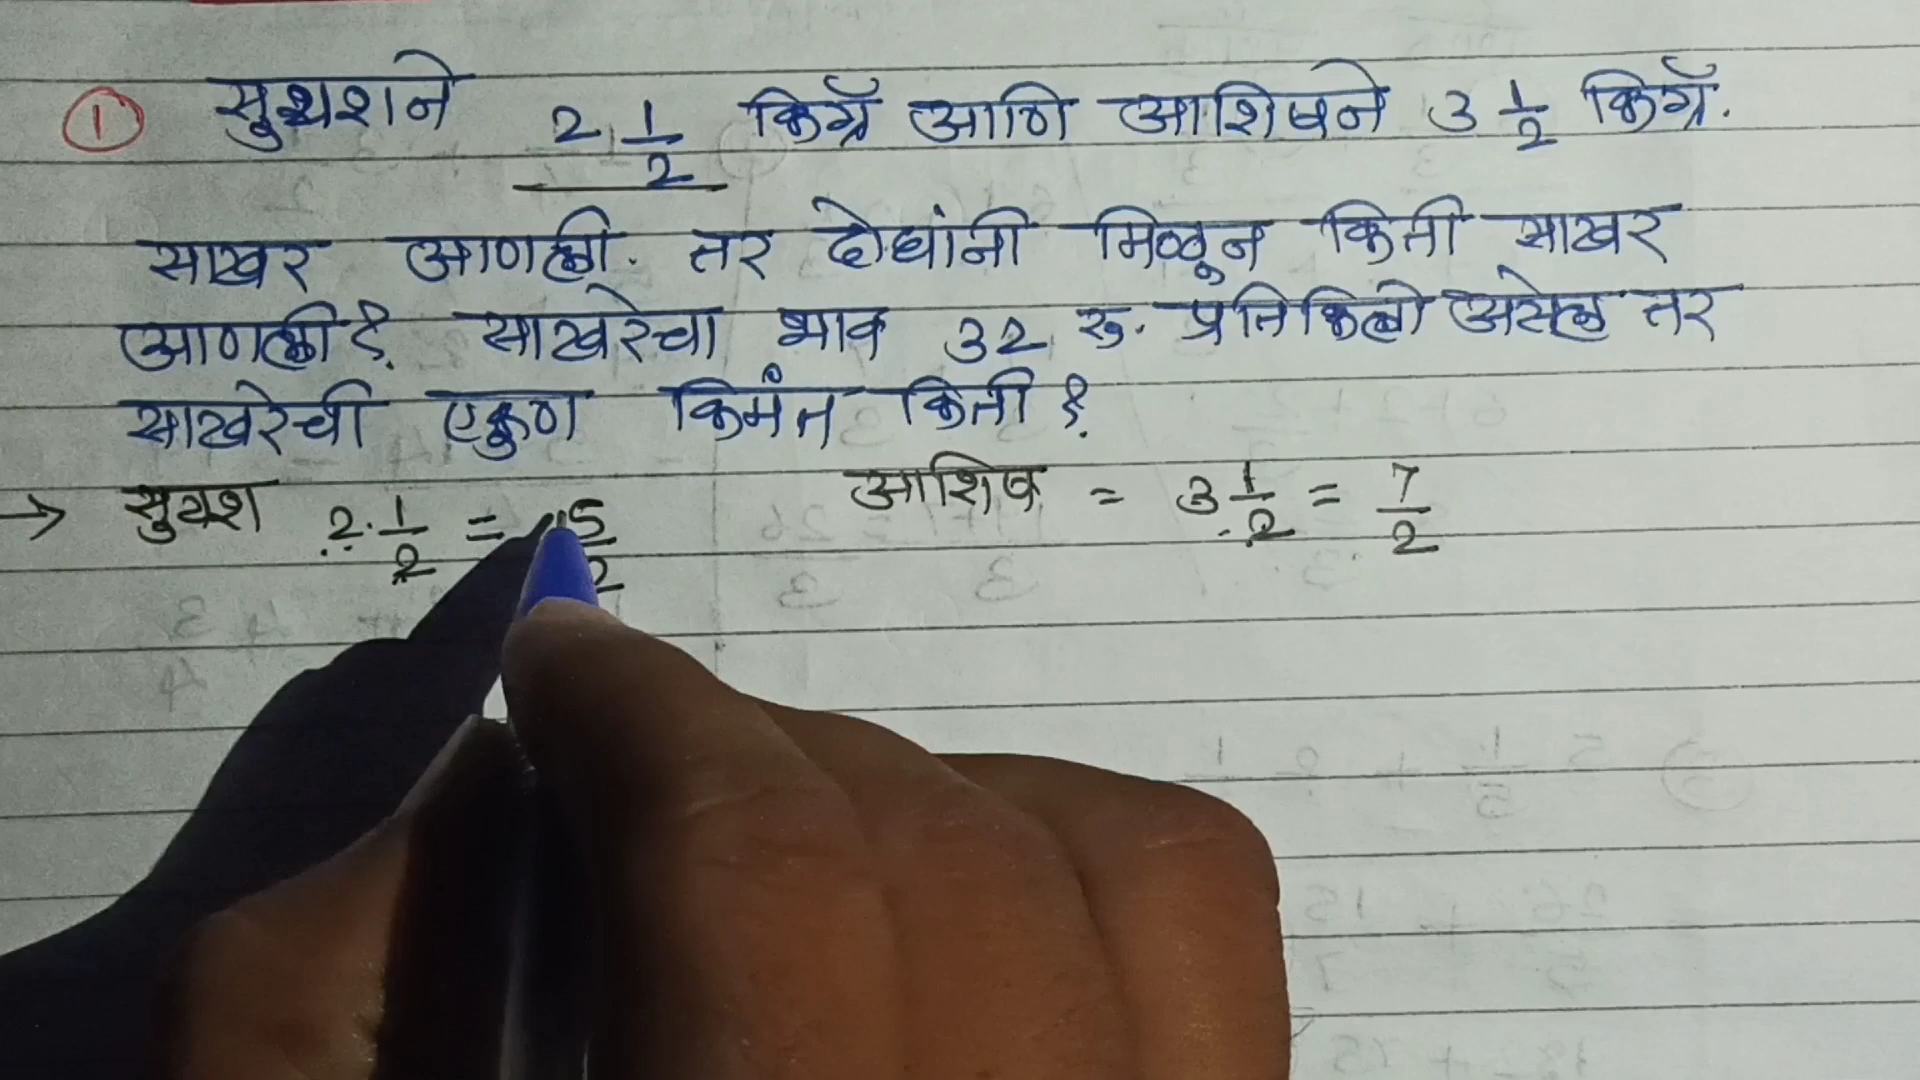 ① सुयशने 2 1/2 किग्रॅ आणि आशिषने 3 1/2 किग्रॅ.
साखर आणली. तर दोघांनी मिळून किती साखर
आणली? साखरेचा भाव 32 रु. प्रतिकिलो असेल तर
साखरेची एकुण किमंत किती?
→ सुयश 2 1/2 = 5/2 आशिष = 3 1/2 = 7/2